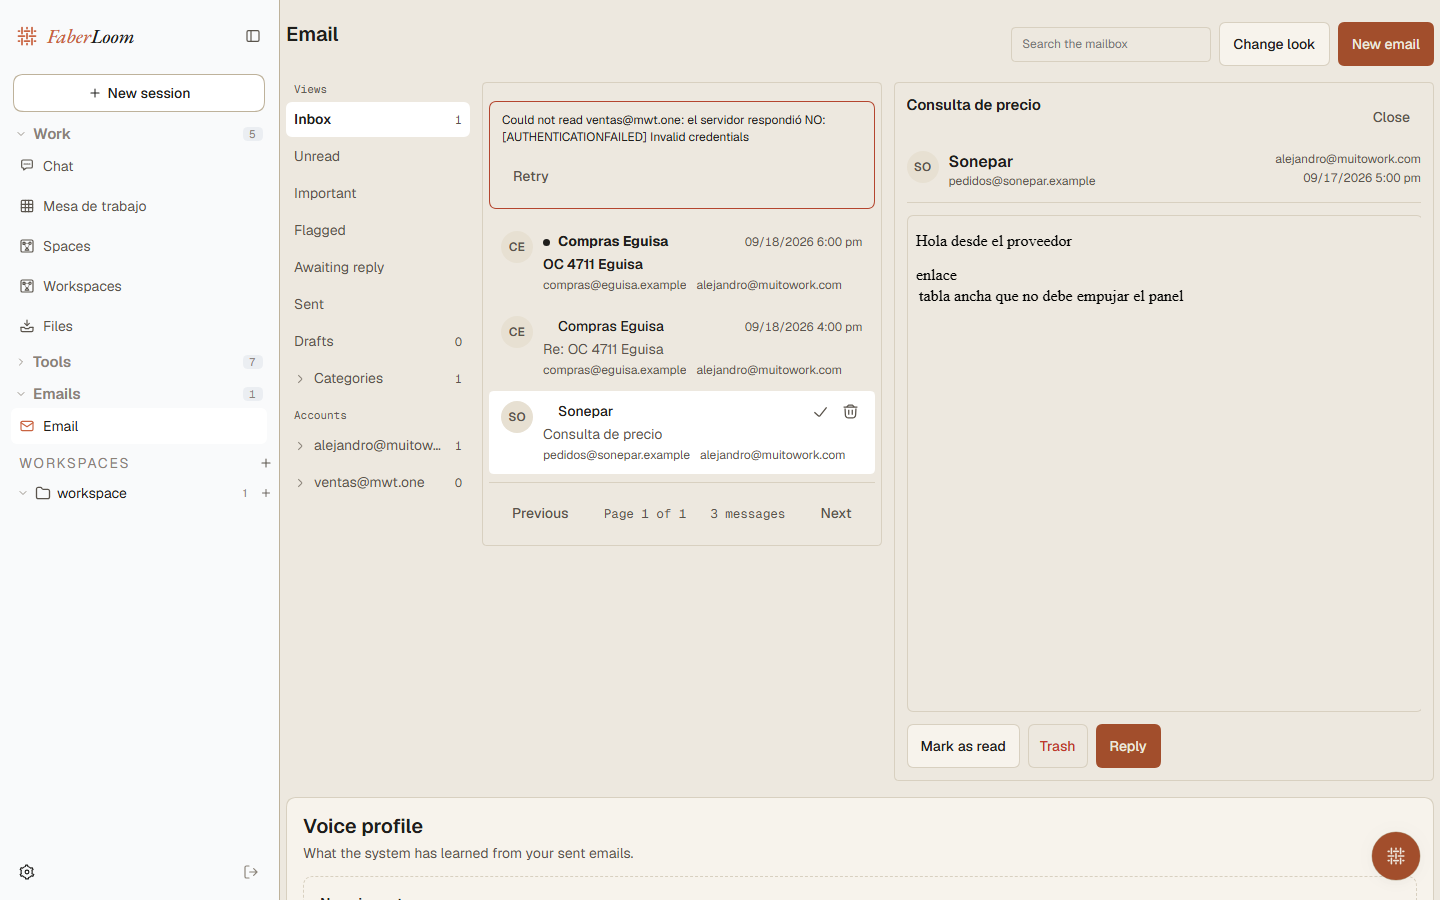 FaberLoom
+ New session
Work 5
Chat
Mesa de trabajo
Spaces
Workspaces
Files
Tools 7
Emails 1
Email
WORKSPACES +
workspace 1 +
Email
Search the mailbox
Change look
New email
Views
Inbox 1
Unread
Important
Flagged
Awaiting reply
Sent
Drafts 0
Categories 1
Accounts
alejandro@muitow... 1
ventas@mwt.one 0
Could not read ventas@mwt.one: el servidor respondió NO:
[AUTHENTICATIONFAILED] Invalid credentials
Retry
CE Compras Eguisa 09/18/2026 6:00 pm
OC 4711 Eguisa
compras@eguisa.example alejandro@muitowork.com
CE Compras Eguisa 09/18/2026 4:00 pm
Re: OC 4711 Eguisa
compras@eguisa.example alejandro@muitowork.com
SO Sonepar
Consulta de precio
pedidos@sonepar.example alejandro@muitowork.com
Previous Page 1 of 1 3 messages Next
Consulta de precio
Close
SO Sonepar alejandro@muitowork.com
pedidos@sonepar.example 09/17/2026 5:00 pm
Hola desde el proveedor
enlace
tabla ancha que no debe empujar el panel
Mark as read
Trash
Reply
Voice profile
What the system has learned from your sent emails.